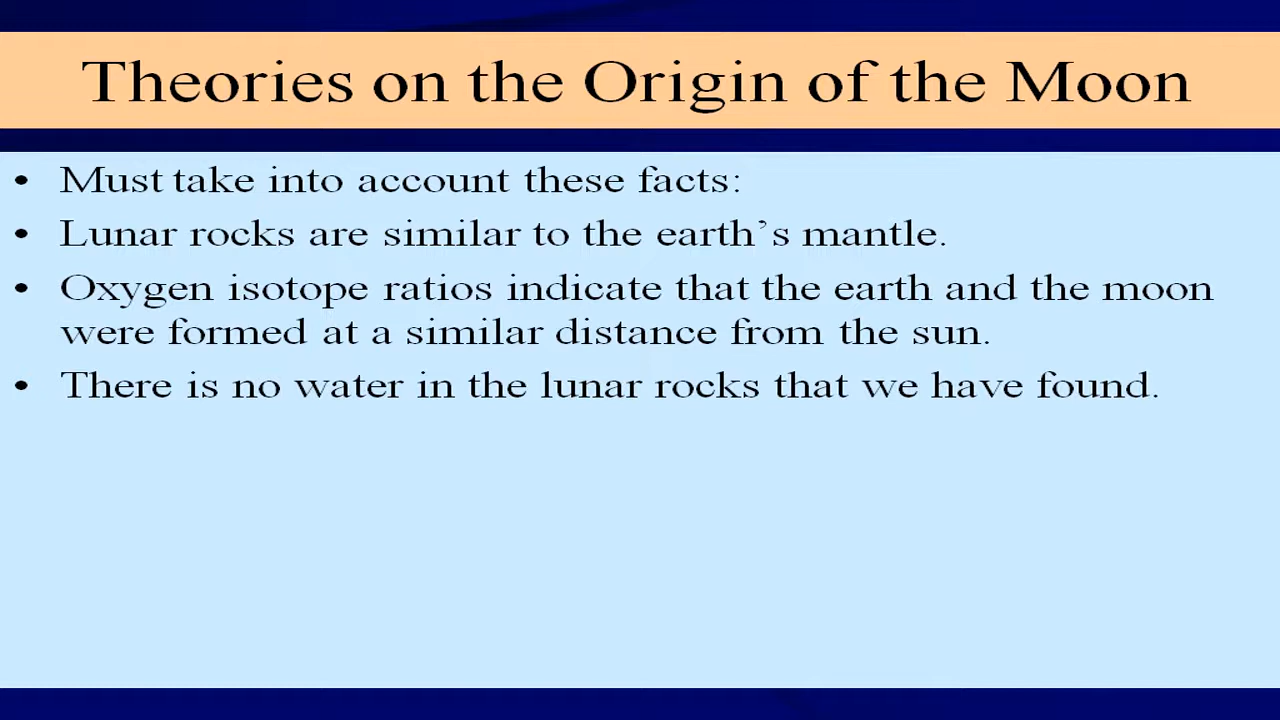 Theories on the Origin of the Moon
• Must take into account these facts:
• Lunar rocks are similar to the earth’s mantle.
• Oxygen isotope ratios indicate that the earth and the moon
were formed at a similar distance from the sun.
• There is no water in the lunar rocks that we have found.